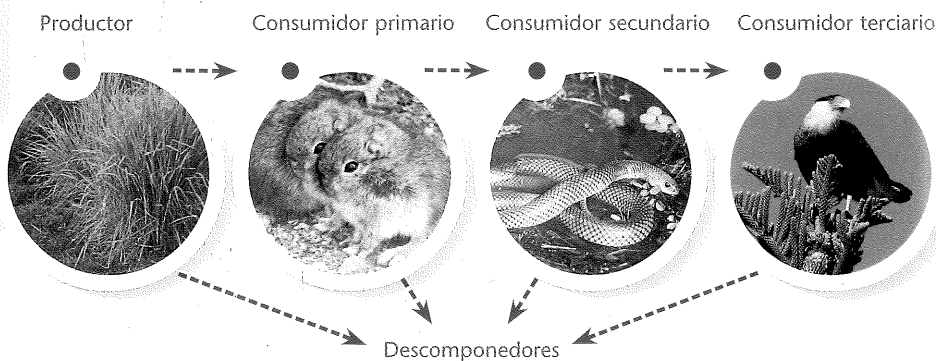 Productor
Consumidor primario
Consumidor secundario
Consumidor terciario
Descomponedores